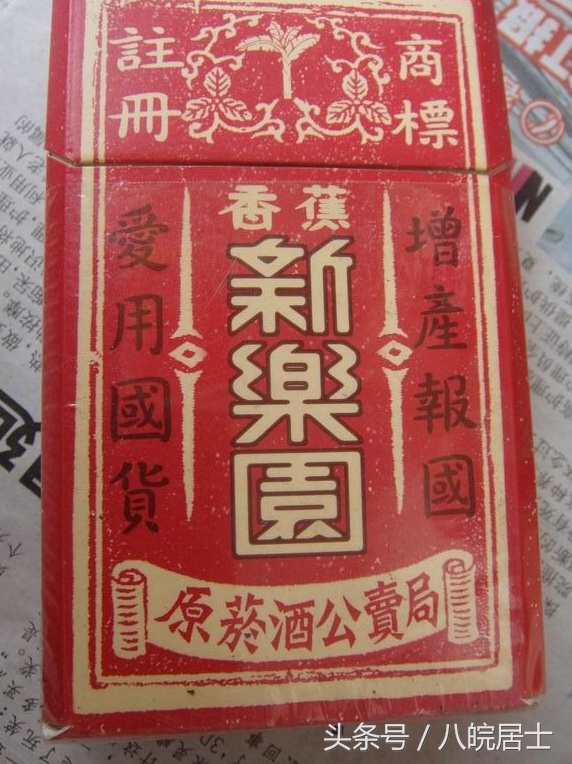 註冊
商標
香蕉
新樂園
增產報國
愛用國貨
原菸酒公賣局
头条号 / 八皖居士